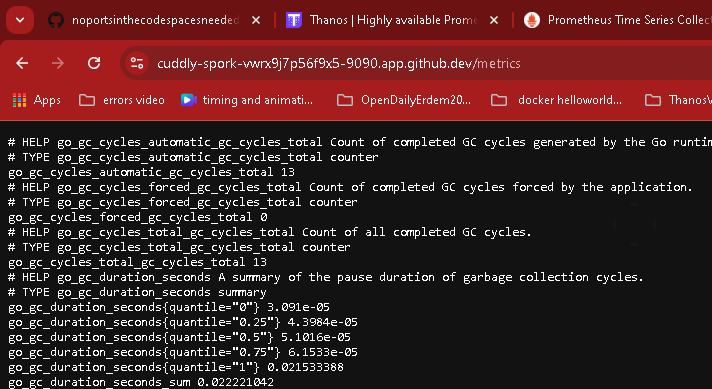 noportsinthecodespacesneeded
Thanos | Highly available Prome
Prometheus Time Series Collect
cuddly-spork-vwrx9j7p56f9x5-9090.app.github.dev/metrics
Apps
errors video
timing and animati...
OpenDailyErdem20...
docker helloworld...
ThanosV
# HELP go_gc_cycles_automatic_gc_cycles_total Count of completed GC cycles generated by the Go runtim
# TYPE go_gc_cycles_automatic_gc_cycles_total counter
go_gc_cycles_automatic_gc_cycles_total 13
# HELP go_gc_cycles_forced_gc_cycles_total Count of completed GC cycles forced by the application.
# TYPE go_gc_cycles_forced_gc_cycles_total counter
go_gc_cycles_forced_gc_cycles_total 0
# HELP go_gc_cycles_total_gc_cycles_total Count of all completed GC cycles.
# TYPE go_gc_cycles_total_gc_cycles_total counter
go_gc_cycles_total_gc_cycles_total 13
# HELP go_gc_duration_seconds A summary of the pause duration of garbage collection cycles.
# TYPE go_gc_duration_seconds summary
go_gc_duration_seconds{quantile="0"} 3.091e-05
go_gc_duration_seconds{quantile="0.25"} 4.3984e-05
go_gc_duration_seconds{quantile="0.5"} 5.1016e-05
go_gc_duration_seconds{quantile="0.75"} 6.1533e-05
go_gc_duration_seconds{quantile="1"} 0.021533388
go_gc_duration_seconds_sum 0.022221042